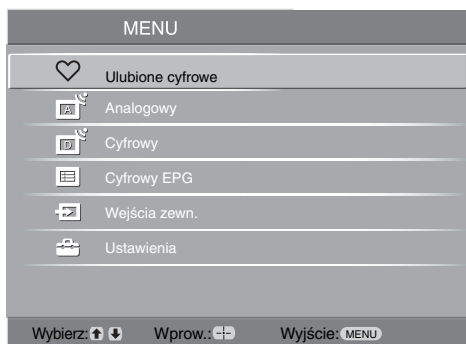 MENU
Ulubione cyfrowe
A Analogowy
D Cyfrowy
Cyfrowy EPG
Wejścia zewn.
Ustawienia
Wybierz: Wprow.: Wyjście: MENU